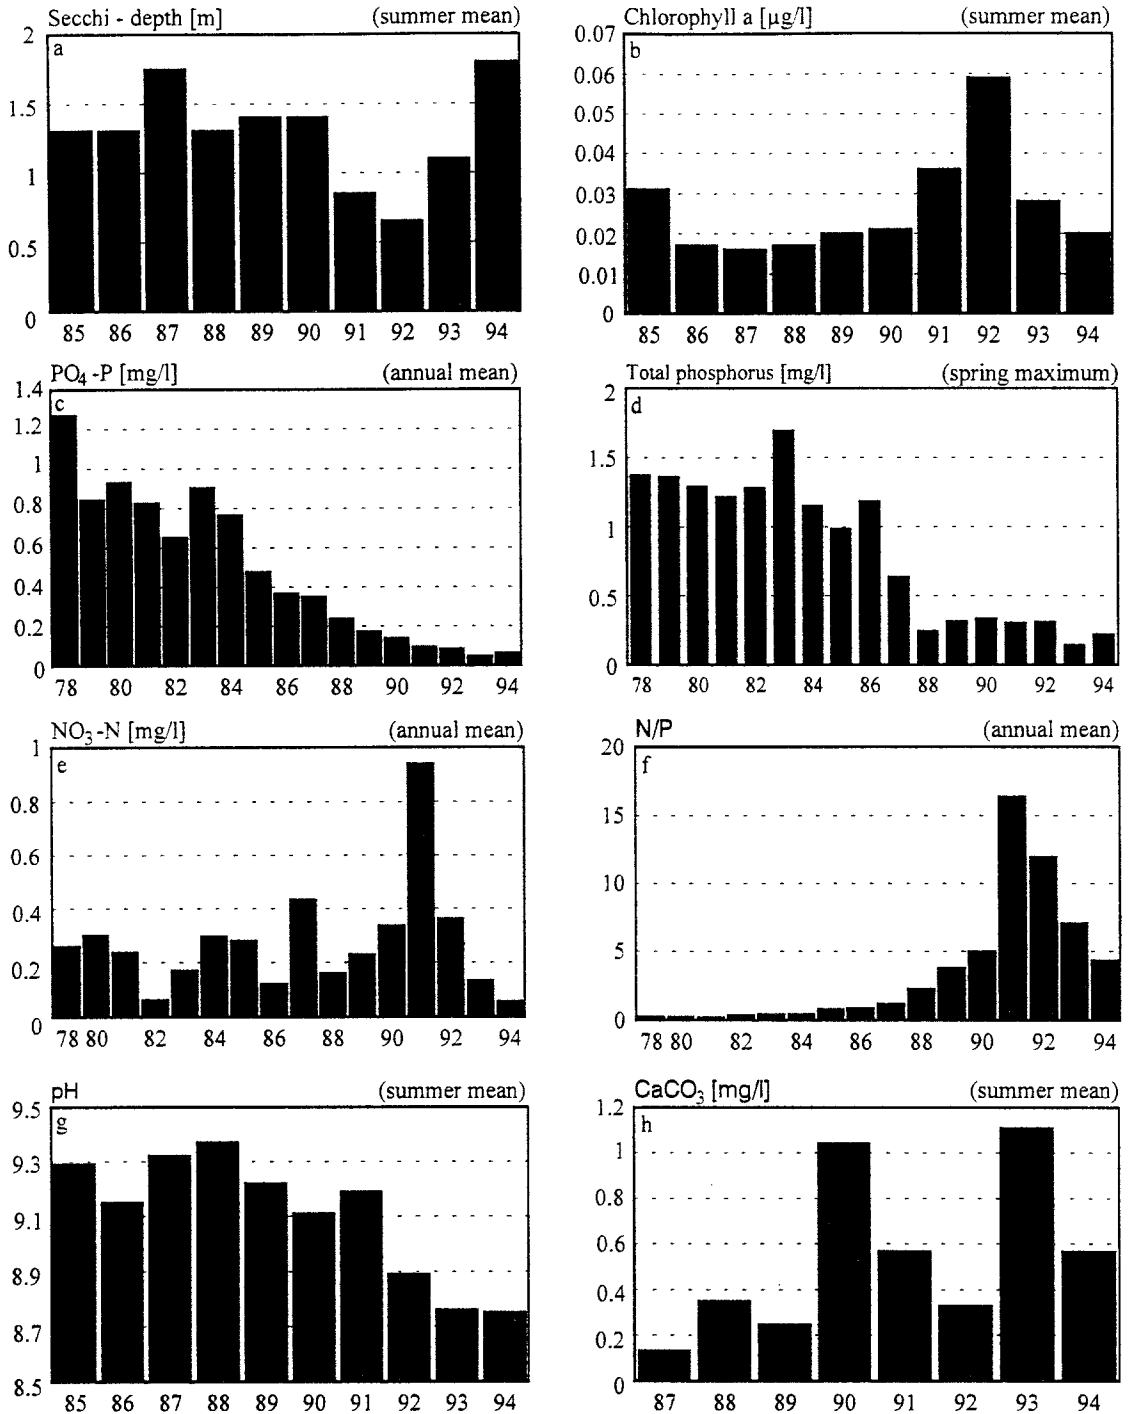 Secchi - depth [m] (summer mean)
a
2
1.5
1
0.5
0
85 86 87 88 89 90 91 92 93 94
Chlorophyll a [µg/l] (summer mean)
b
0.07
0.06
0.05
0.04
0.03
0.02
0.01
0
85 86 87 88 89 90 91 92 93 94
PO4 -P [mg/l] (annual mean)
c
1.4
1.2
1
0.8
0.6
0.4
0.2
0
78 80 82 84 86 88 90 92 94
Total phosphorus [mg/l] (spring maximum)
d
2
1.5
1
0.5
0
78 80 82 84 86 88 90 92 94
NO3 -N [mg/l] (annual mean)
e
1
0.8
0.6
0.4
0.2
0
78 80 82 84 86 88 90 92 94
N/P (annual mean)
f
20
15
10
5
0
78 80 82 84 86 88 90 92 94
pH (summer mean)
g
9.5
9.3
9.1
8.9
8.7
8.5
85 86 87 88 89 90 91 92 93 94
CaCO3 [mg/l] (summer mean)
h
1.2
1
0.8
0.6
0.4
0.2
0
87 88 89 90 91 92 93 94